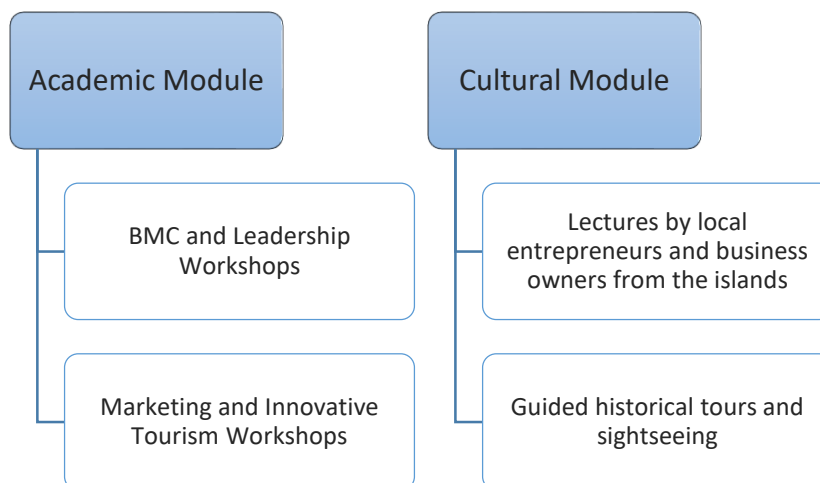 Academic Module
BMC and Leadership
Workshops
Marketing and Innovative
Tourism Workshops
Cultural Module
Lectures by local
entrepreneurs and business
owners from the islands
Guided historical tours and
sightseeing